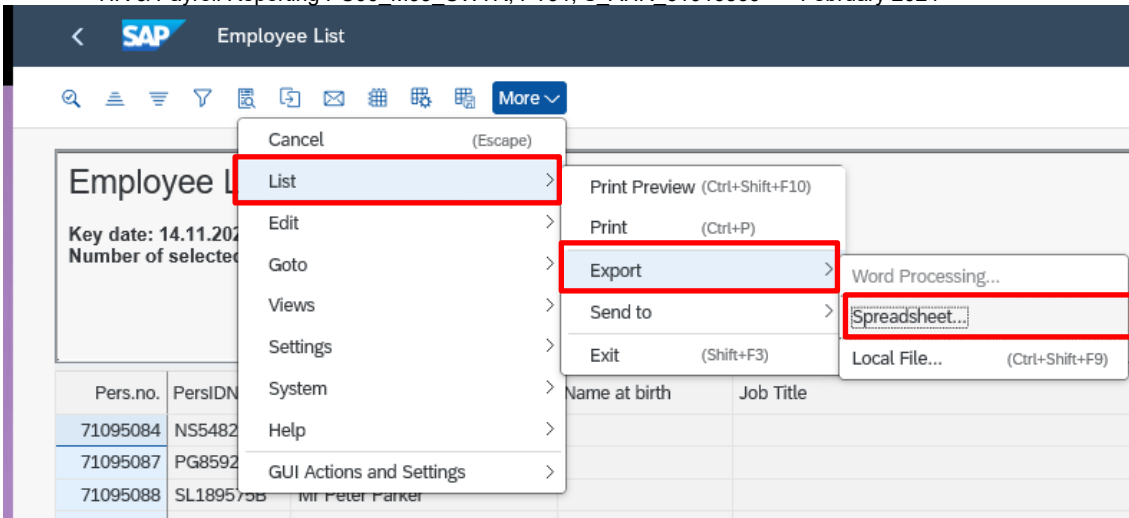 SAP Employee List
More
Cancel (Escape)
List
Edit
Goto
Views
Settings
System
Help
GUI Actions and Settings
Print Preview (Ctrl+Shift+F10)
Print (Ctrl+P)
Export
Send to
Exit (Shift+F3)
Word Processing...
Spreadsheet...
Local File... (Ctrl+Shift+F9)
Employee L
Key date: 14.11.202
Number of selected
Pers.no. PersIDN Name at birth Job Title
71095084 NS5482
71095087 PG8592
71095088 SL189575B Mr Peter Parker